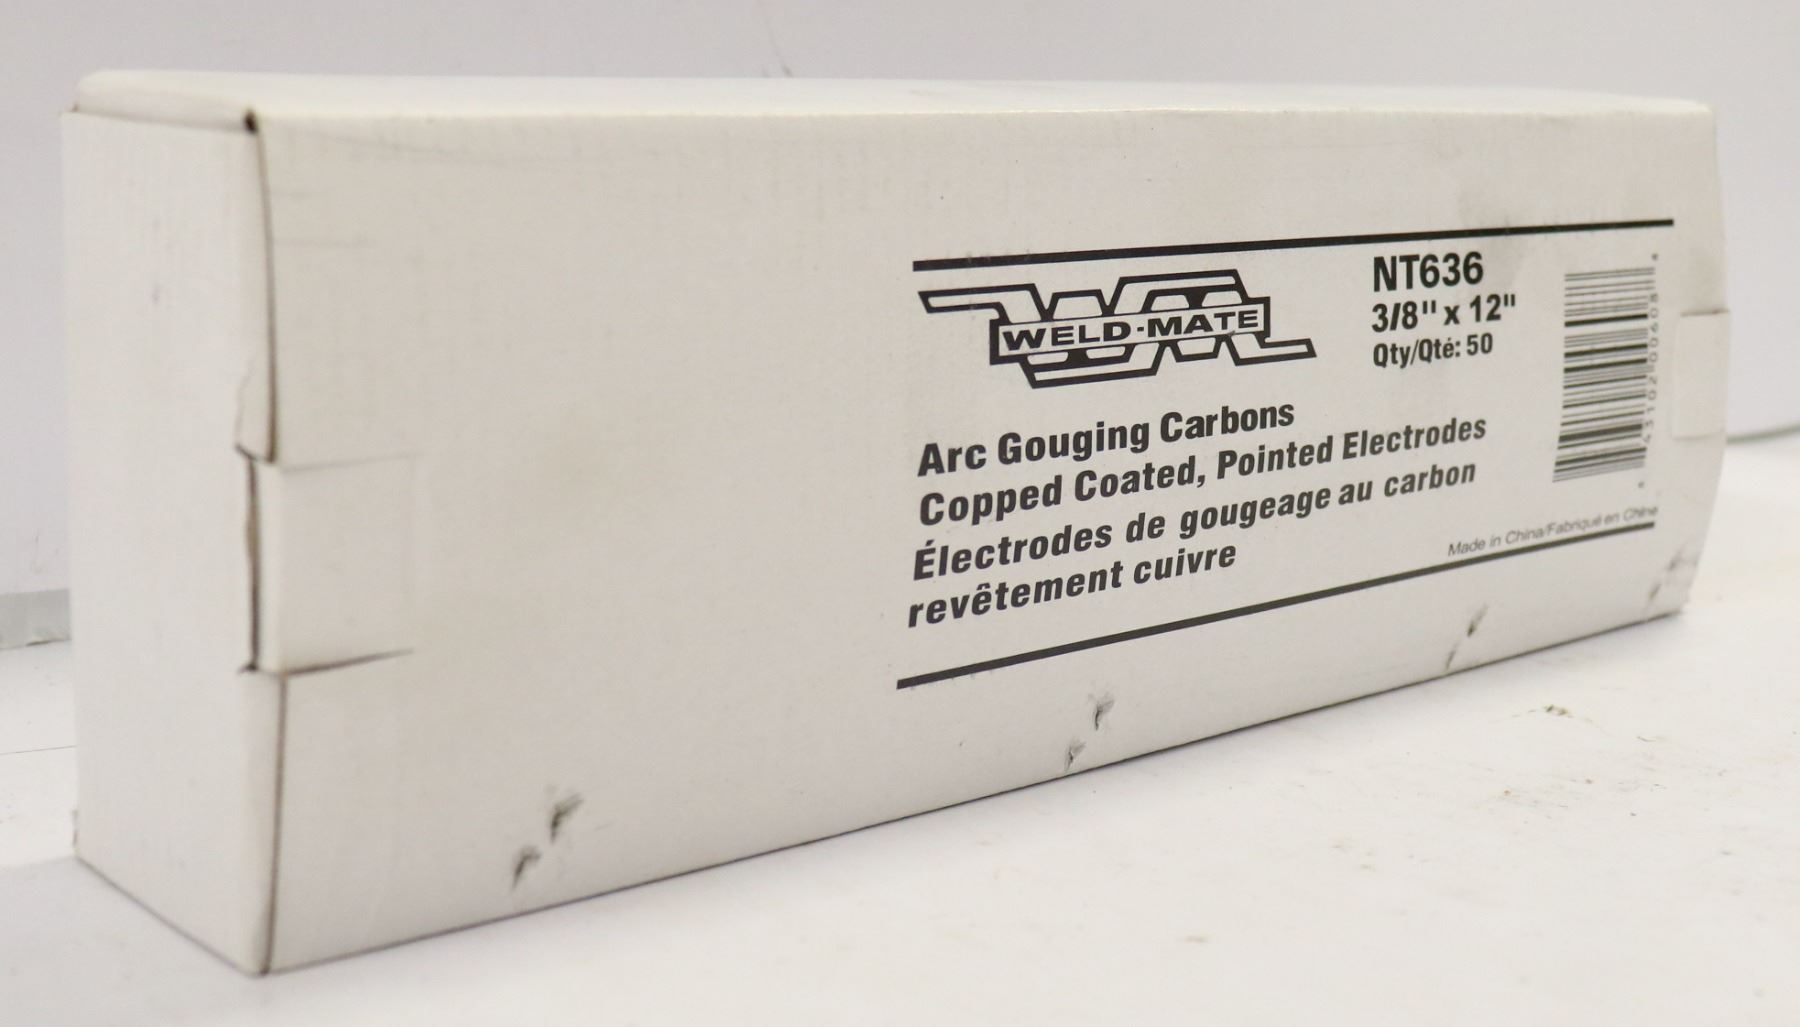 WELD-MATE
NT636
3/8" x 12"
Qty/Qté: 50
Arc Gouging Carbons
Copped Coated, Pointed Electrodes
Électrodes de gougeage au carbon
revêtement cuivre
Made in China/Fabriqué en Chine